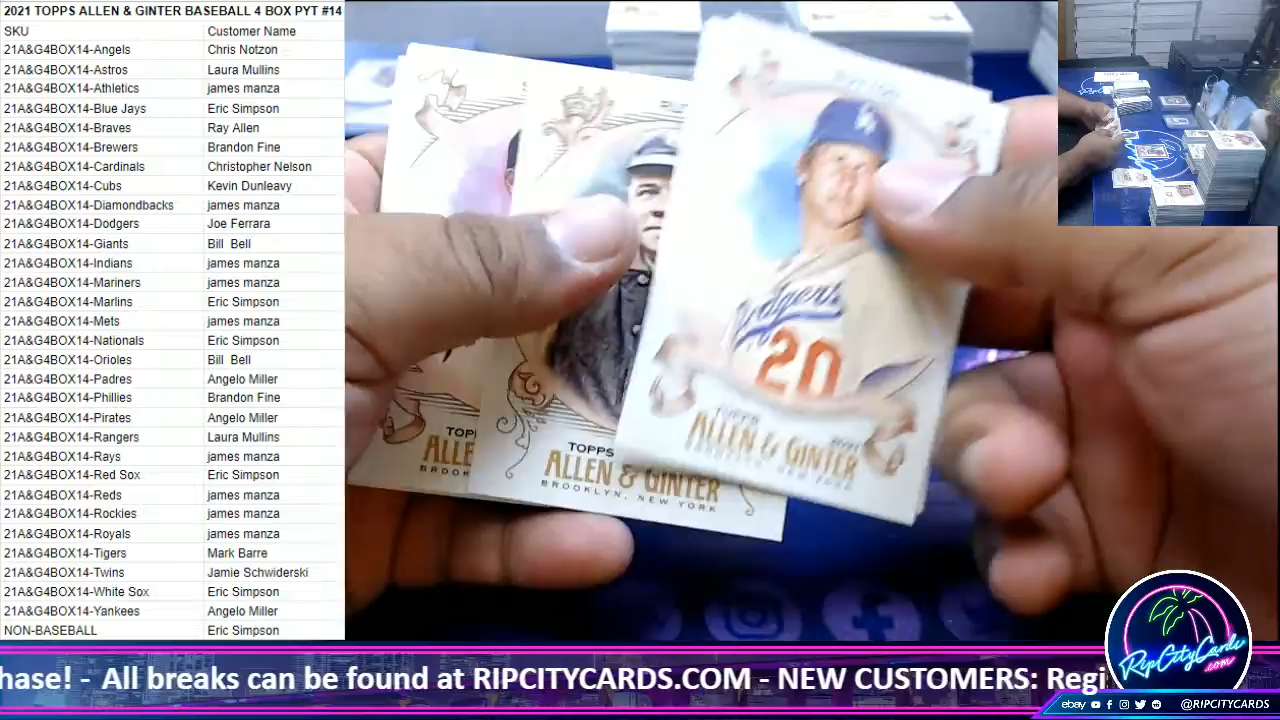 2021 TOPPS ALLEN & GINTER BASEBALL 4 BOX PYT #14
SKU Customer Name
21A&G4BOX14-Angels Chris Notzon
21A&G4BOX14-Astros Laura Mullins
21A&G4BOX14-Athletics james manza
21A&G4BOX14-Blue Jays Eric Simpson
21A&G4BOX14-Braves Ray Allen
21A&G4BOX14-Brewers Brandon Fine
21A&G4BOX14-Cardinals Christopher Nelson
21A&G4BOX14-Cubs Kevin Dunleavy
21A&G4BOX14-Diamondbacks james manza
21A&G4BOX14-Dodgers Joe Ferrara
21A&G4BOX14-Giants Bill Bell
21A&G4BOX14-Indians james manza
21A&G4BOX14-Mariners james manza
21A&G4BOX14-Marlins Eric Simpson
21A&G4BOX14-Mets james manza
21A&G4BOX14-Nationals Eric Simpson
21A&G4BOX14-Orioles Bill Bell
21A&G4BOX14-Padres Angelo Miller
21A&G4BOX14-Phillies Brandon Fine
21A&G4BOX14-Pirates Angelo Miller
21A&G4BOX14-Rangers Laura Mullins
21A&G4BOX14-Rays james manza
21A&G4BOX14-Red Sox Eric Simpson
21A&G4BOX14-Reds james manza
21A&G4BOX14-Rockies james manza
21A&G4BOX14-Royals james manza
21A&G4BOX14-Tigers Mark Barre
21A&G4BOX14-Twins Jamie Schwiderski
21A&G4BOX14-White Sox Eric Simpson
21A&G4BOX14-Yankees Angelo Miller
NON-BASEBALL Eric Simpson
Dodgers
20
TOPPS
ALLEN & GINTER
TOPPS
ALLEN & GINTER
BROOKLYN, NEW YORK
TOP
ALLE
BROOK
hase! - All breaks can be found at RIPCITYCARDS.COM - NEW CUSTOMERS: Regi
RipCityCards
.com
ebay @RIPCITYCARDS